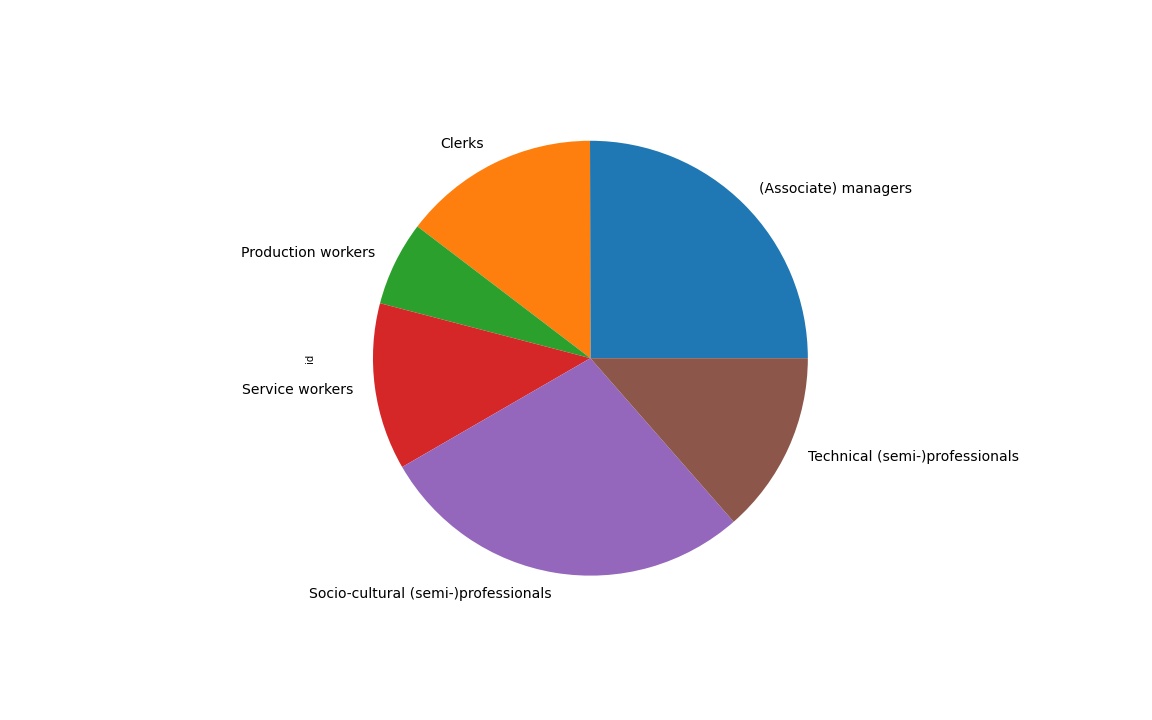 Clerks
(Associate) managers
Production workers
id
Service workers
Technical (semi-)professionals
Socio-cultural (semi-)professionals